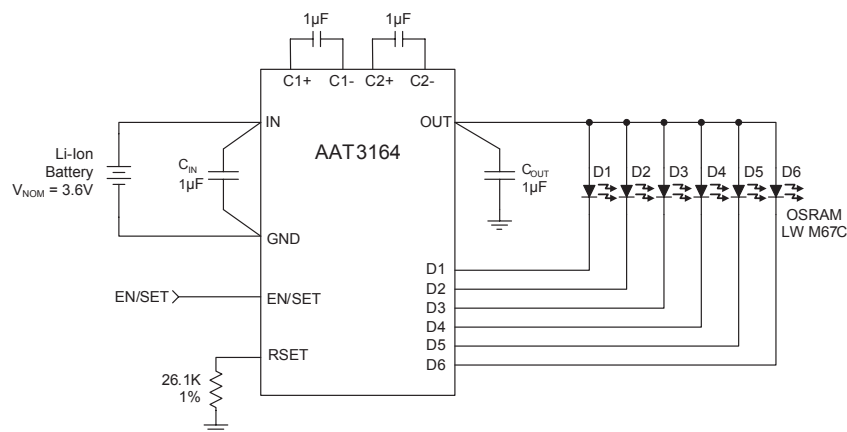 1µF
1µF
C1+ C1- C2+ C2-
IN
OUT
AAT3164
Li-Ion
Battery
V_NOM = 3.6V
C_IN
1µF
C_OUT
1µF
D1 D2 D3 D4 D5 D6
OSRAM
LW M67C
GND
D1
D2
D3
D4
D5
D6
EN/SET
EN/SET
RSET
26.1K
1%